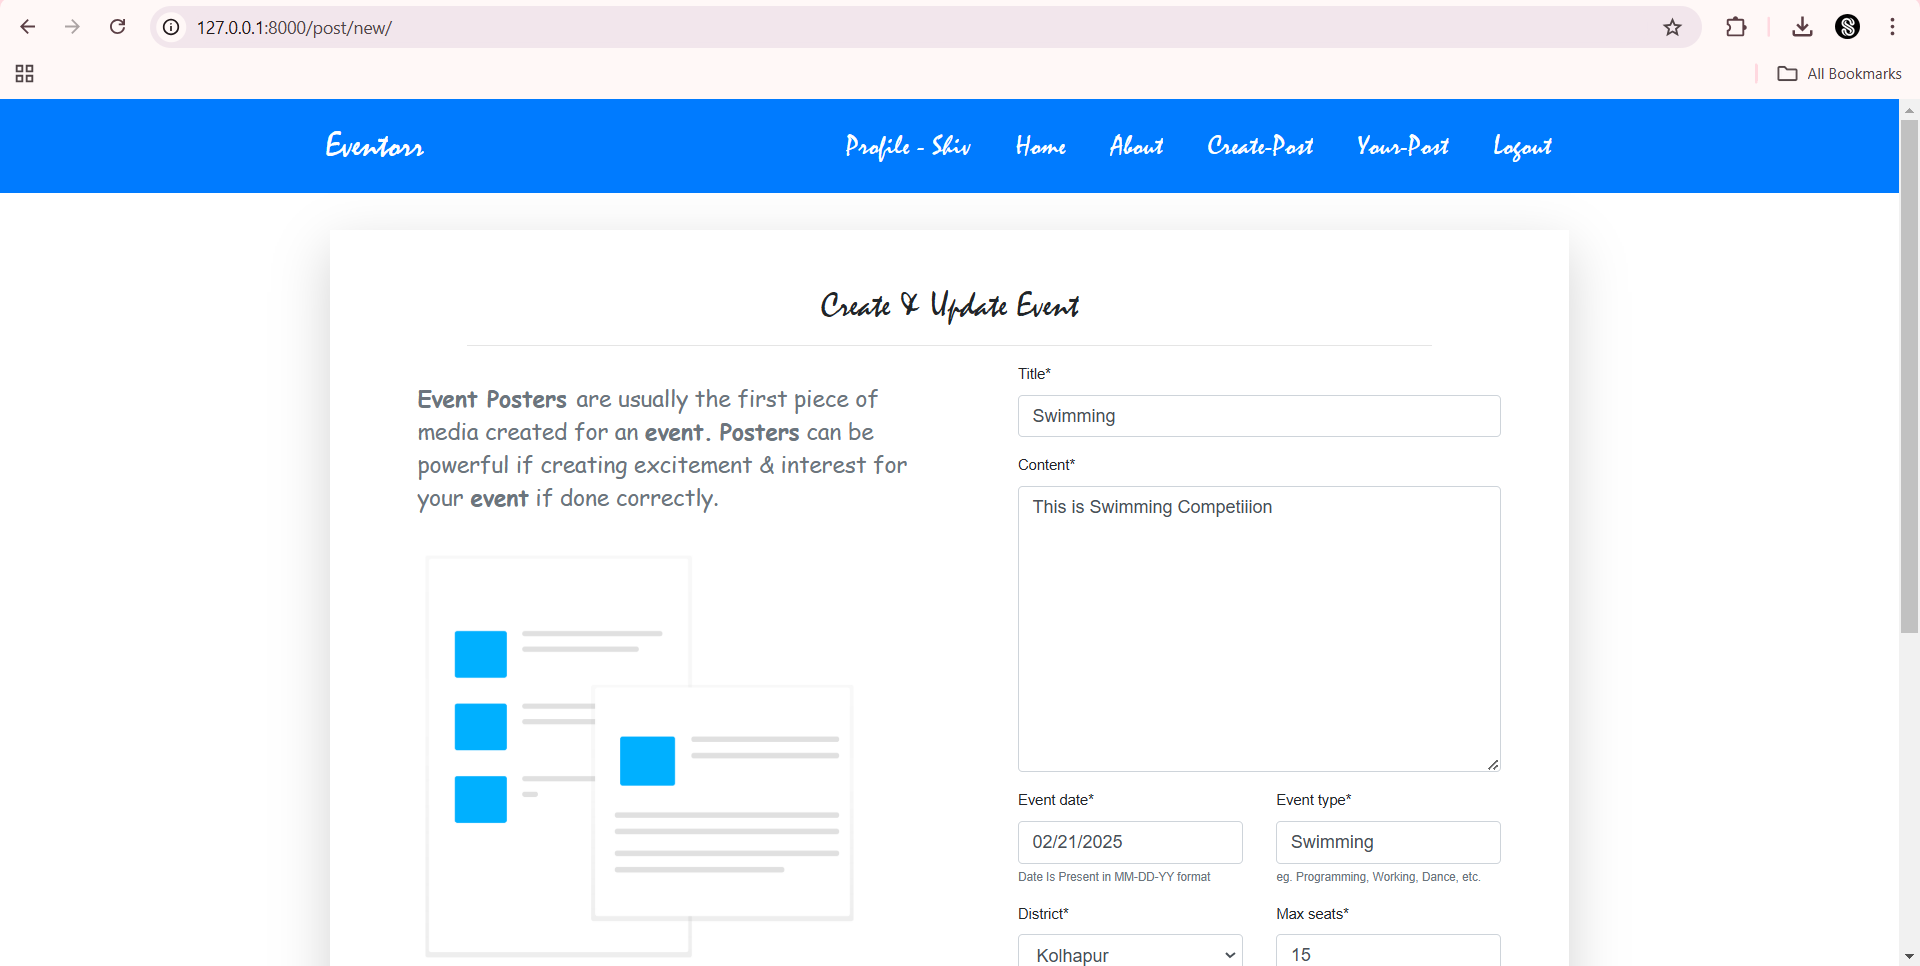 127.0.0.1:8000/post/new/
All Bookmarks
Eventorr
Profile - Shiv Home About Create-Post Your-Post Logout
Create & Update Event
Event Posters are usually the first piece of
media created for an event. Posters can be
powerful if creating excitement & interest for
your event if done correctly.
Title*
Swimming
Content*
This is Swimming Competiiion
Event date* Event type*
02/21/2025 Swimming
Date Is Present in MM-DD-YY format eg. Programming, Working, Dance, etc.
District* Max seats*
Kolhapur 15